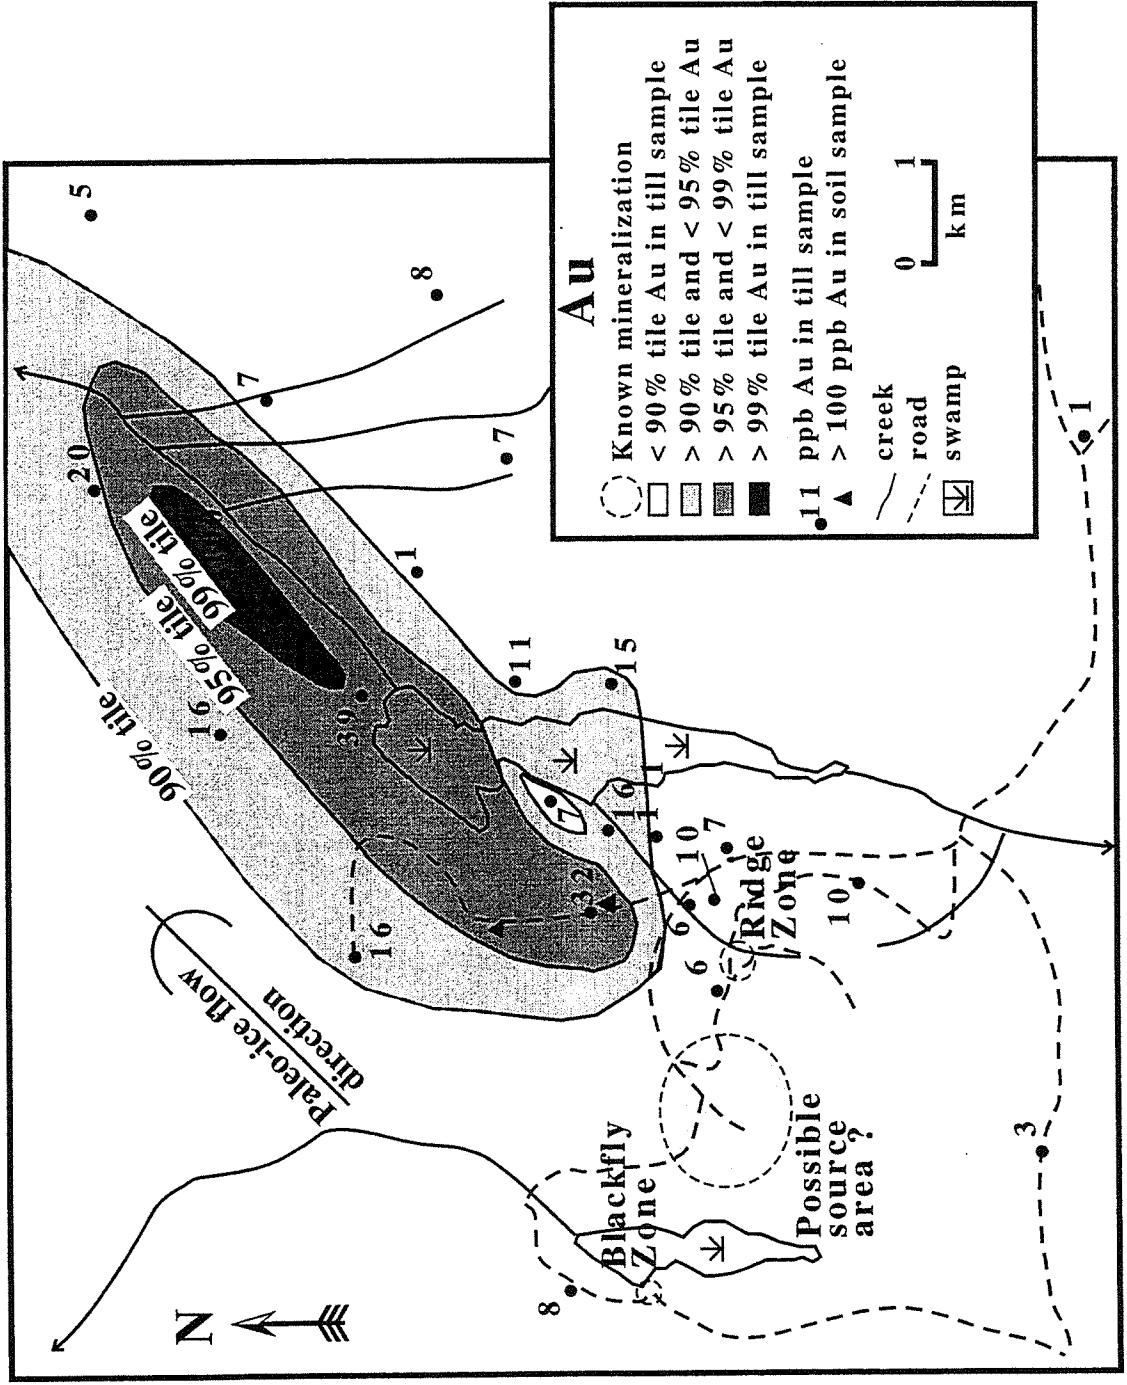 N
Paleo-ice flow
direction
90% tile
95% tile
99% tile
5
8
7
20
7
1
16
39
11
15
16
32
7
16
1
1
10
7
6
6
10
Ridge
Zone
Blackfly
Zone
8
Possible
source
area ?
3
1
Au
Known mineralization
< 90% tile Au in till sample
> 90% tile and < 95% tile Au
> 95% tile and < 99% tile Au
> 99% tile Au in till sample
11 ppb Au in till sample
> 100 ppb Au in soil sample
creek
road
swamp
0 1
km